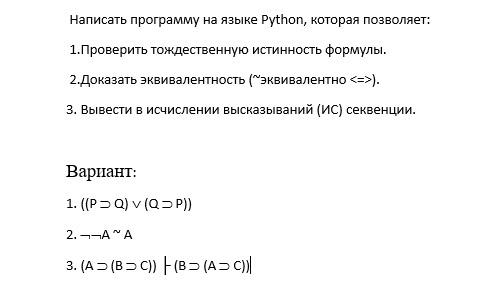 Написать программу на языке Python, которая позволяет:
1.Проверить тождественную истинность формулы.
2.Доказать эквивалентность (~эквивалентно <=>).
3. Вывести в исчислении высказываний (ИС) секвенции.
Вариант:
1. ((P ⊃ Q) ∨ (Q ⊃ P))
2. ¬¬A ~ A
3. (A ⊃ (B ⊃ C)) ├ (B ⊃ (A ⊃ C))